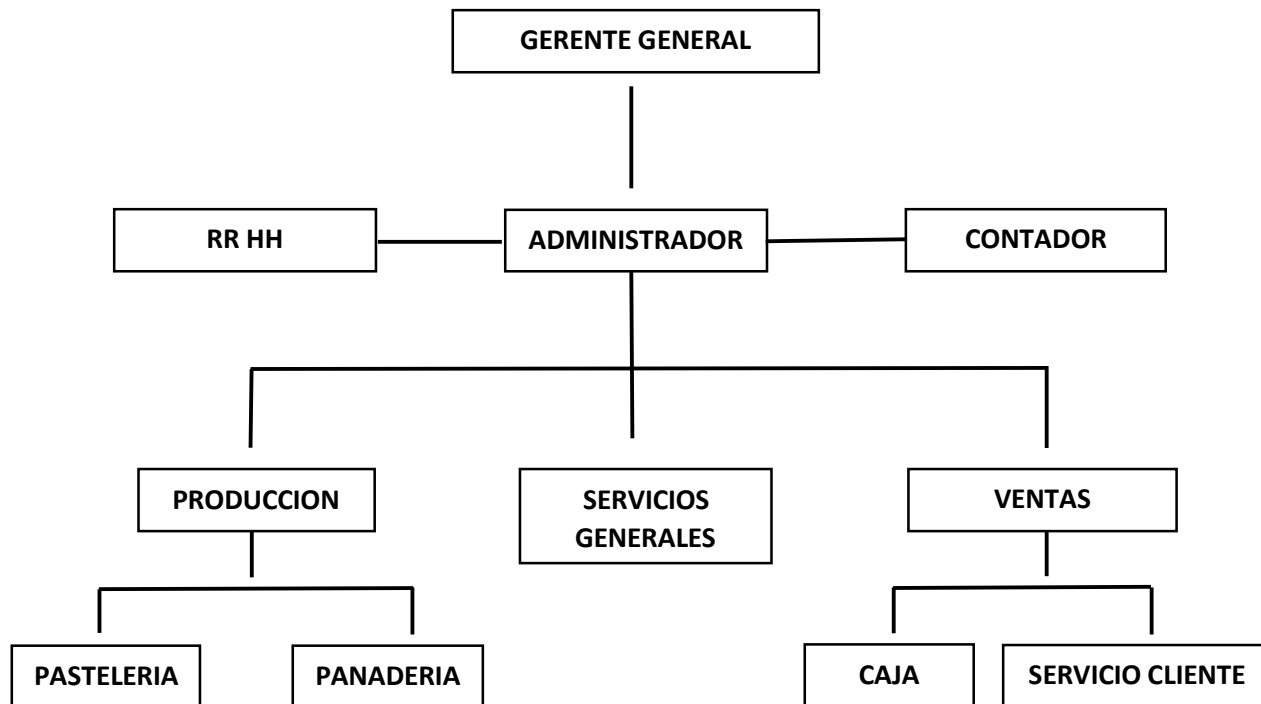 GERENTE GENERAL
RR HH
ADMINISTRADOR
CONTADOR
PRODUCCION
SERVICIOS
GENERALES
VENTAS
PASTELERIA
PANADERIA
CAJA
SERVICIO CLIENTE